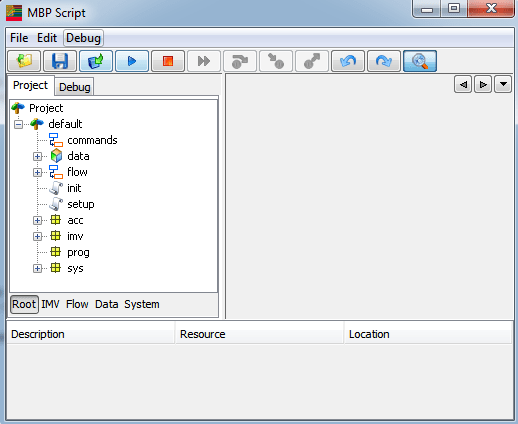 MBP Script
File Edit Debug
Project Debug
Project
default
commands
data
flow
init
setup
acc
imv
prog
sys
Root IMV Flow Data System
Description Resource Location